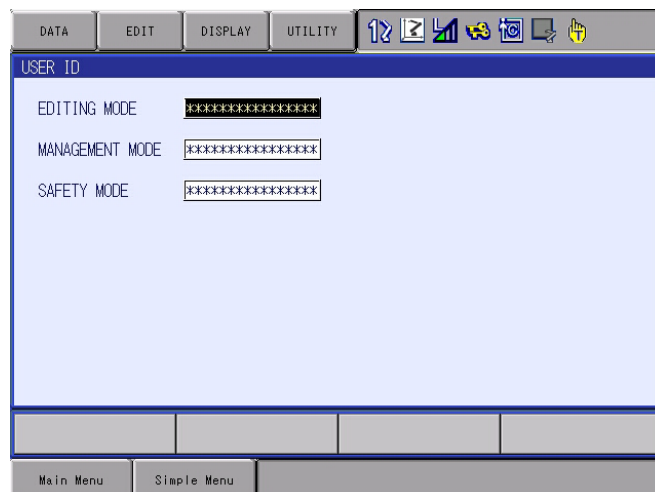 DATA EDIT DISPLAY UTILITY
USER ID
EDITING MODE ****************
MANAGEMENT MODE ****************
SAFETY MODE ****************
Main Menu Simple Menu